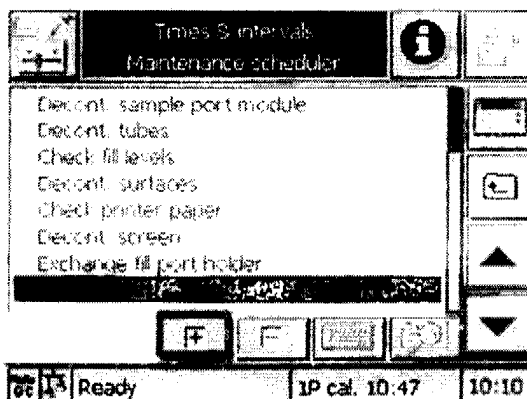 Times & intervals
Maintenance scheduler
Decont. sample port module
Decont. tubes
Check fill levels
Decont. surfaces
Check printer paper
Decont. screen
Exchange fill port holder
Ready
1P cal. 10:47
10:10